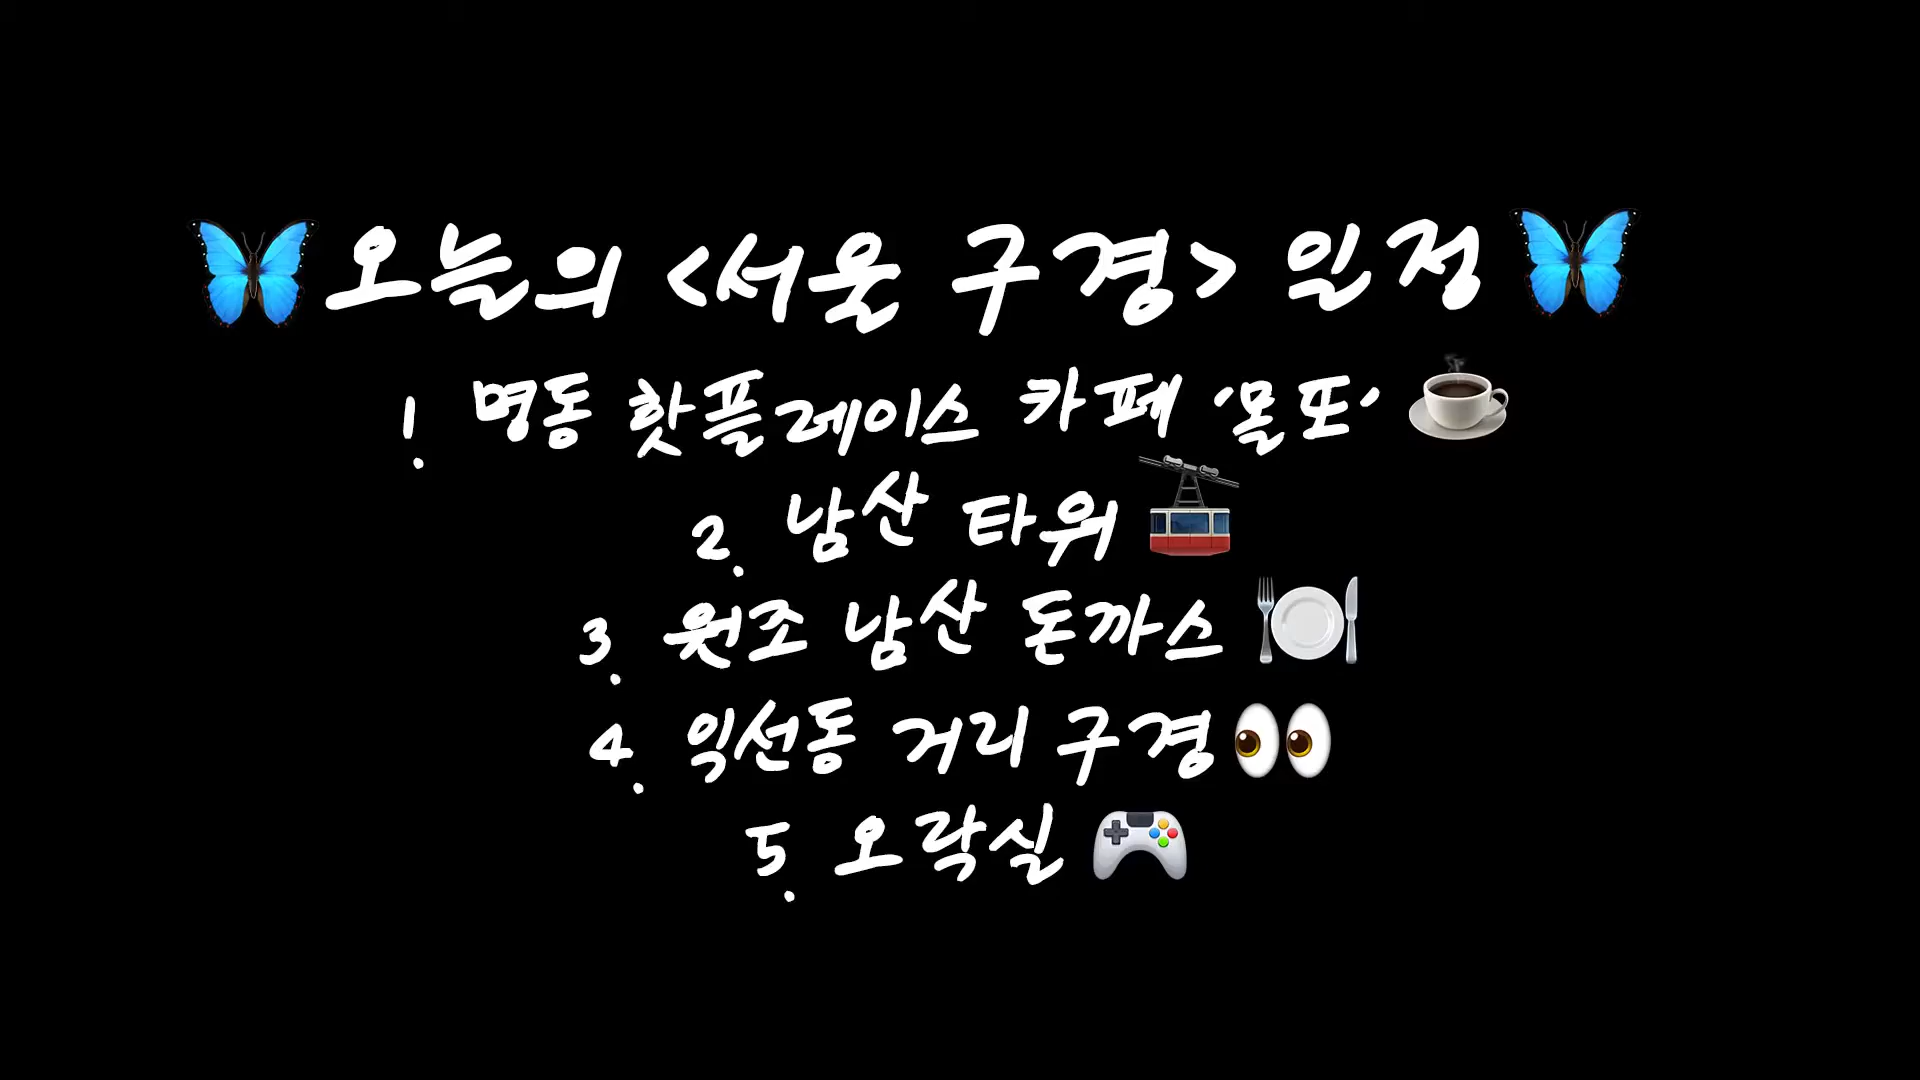 🦋오늘의 <서울 구경> 일정🦋
1. 명동 핫플레이스 카페 '몰또' ☕
2. 남산 타워 🚡
3. 원조 남산 돈까스 🍽
4. 익선동 거리 구경👀
5. 오락실 🎮